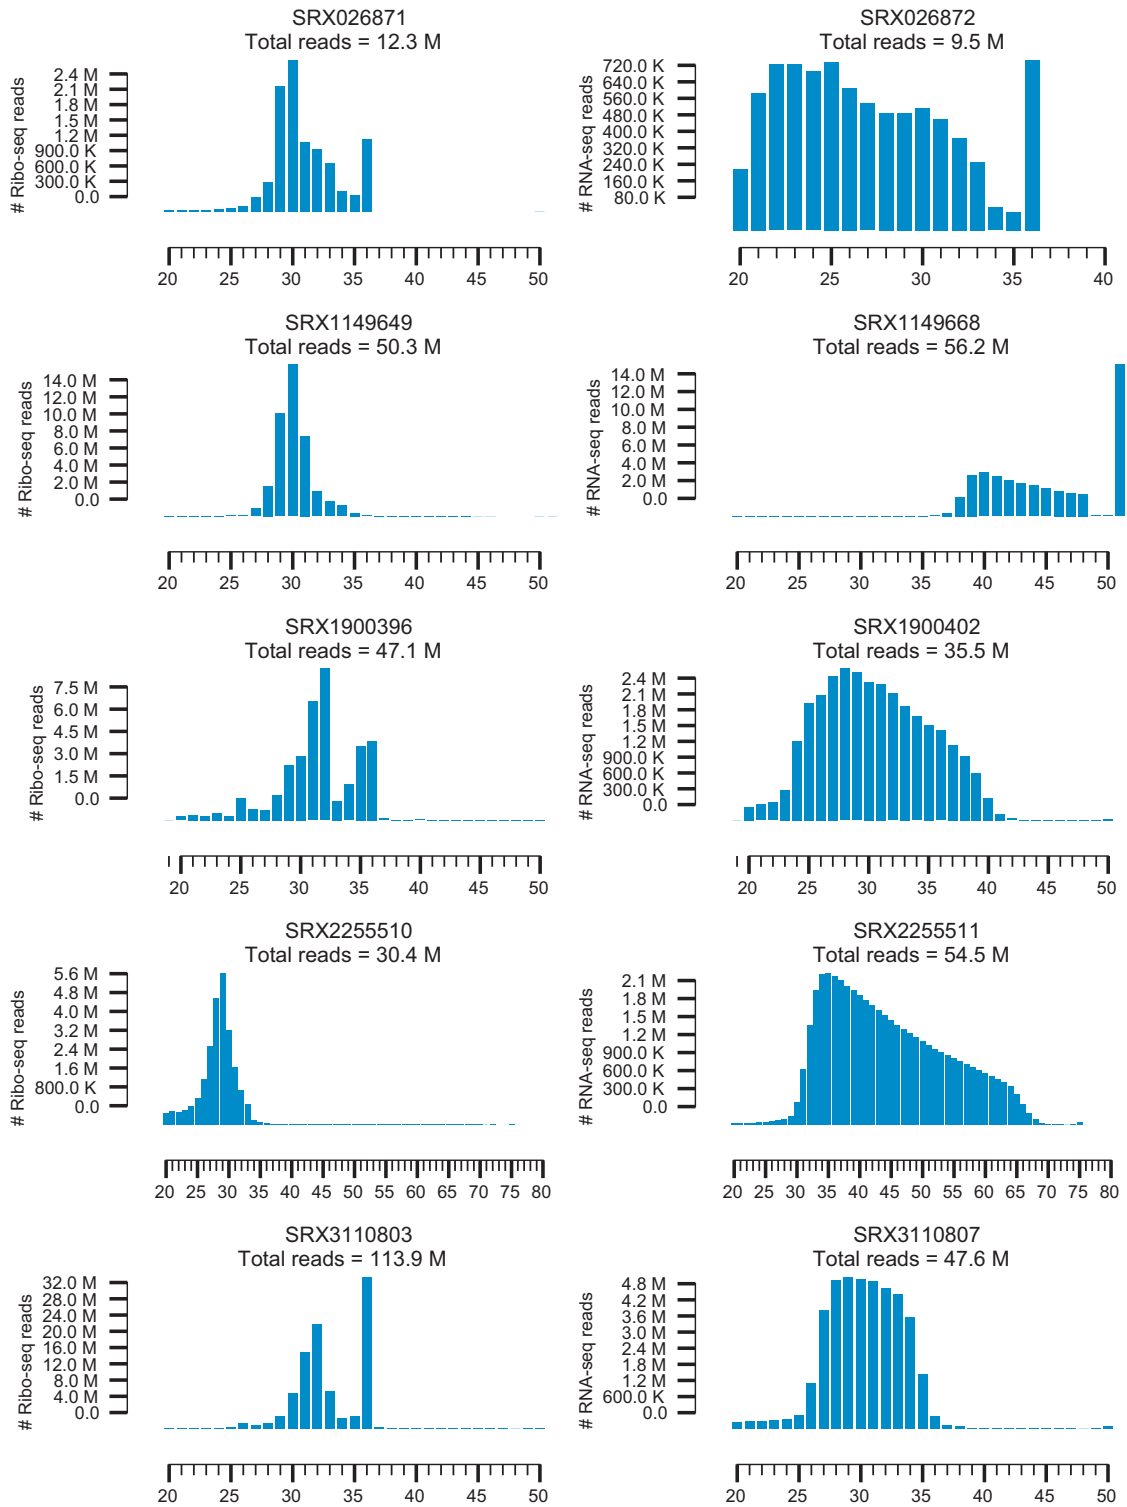 SRX026871
Total reads = 12.3 M
# Ribo-seq reads
2.4 M
2.1 M
1.8 M
1.5 M
1.2 M
900.0 K
600.0 K
300.0 K
0.0
20 25 30 35 40 45 50
SRX026872
Total reads = 9.5 M
# RNA-seq reads
720.0 K
640.0 K
560.0 K
480.0 K
400.0 K
320.0 K
240.0 K
160.0 K
80.0 K
20 25 30 35 40
SRX1149649
Total reads = 50.3 M
# Ribo-seq reads
14.0 M
12.0 M
10.0 M
8.0 M
6.0 M
4.0 M
2.0 M
0.0
20 25 30 35 40 45 50
SRX1149668
Total reads = 56.2 M
# RNA-seq reads
14.0 M
12.0 M
10.0 M
8.0 M
6.0 M
4.0 M
2.0 M
0.0
20 25 30 35 40 45 50
SRX1900396
Total reads = 47.1 M
# Ribo-seq reads
7.5 M
6.0 M
4.5 M
3.0 M
1.5 M
0.0
20 25 30 35 40 45 50
SRX1900402
Total reads = 35.5 M
# RNA-seq reads
2.4 M
2.1 M
1.8 M
1.5 M
1.2 M
900.0 K
600.0 K
300.0 K
0.0
20 25 30 35 40 45 50
SRX2255510
Total reads = 30.4 M
# Ribo-seq reads
5.6 M
4.8 M
4.0 M
3.2 M
2.4 M
1.6 M
800.0 K
0.0
20 25 30 35 40 45 50 55 60 65 70 75 80
SRX2255511
Total reads = 54.5 M
# RNA-seq reads
2.1 M
1.8 M
1.5 M
1.2 M
900.0 K
600.0 K
300.0 K
0.0
20 25 30 35 40 45 50 55 60 65 70 75 80
SRX3110803
Total reads = 113.9 M
# Ribo-seq reads
32.0 M
28.0 M
24.0 M
20.0 M
16.0 M
12.0 M
8.0 M
4.0 M
0.0
20 25 30 35 40 45 50
SRX3110807
Total reads = 47.6 M
# RNA-seq reads
4.8 M
4.2 M
3.6 M
3.0 M
2.4 M
1.8 M
1.2 M
600.0 K
0.0
20 25 30 35 40 45 50